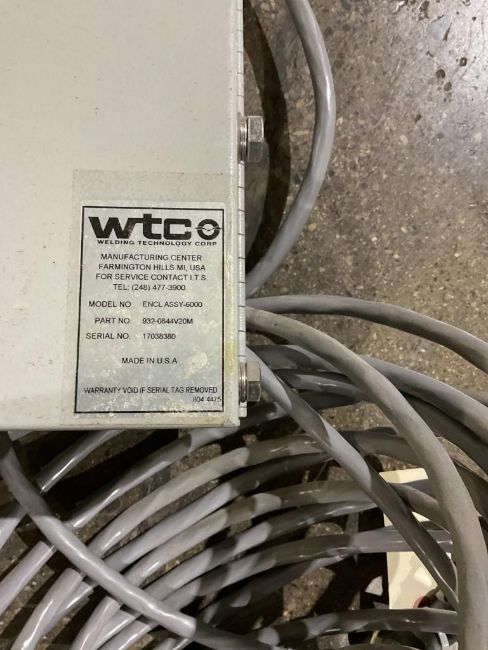 wtco
WELDING TECHNOLOGY CORP
MANUFACTURING CENTER
FARMINGTON HILLS MI, USA
FOR SERVICE CONTACT I.T.S
TEL: (248) 477-3900
MODEL NO. ENCL ASSY-6000
PART NO. 932-0844V20M
SERIAL NO. 17038380
MADE IN U.S.A
WARRANTY VOID IF SERIAL TAG REMOVED
804 4475